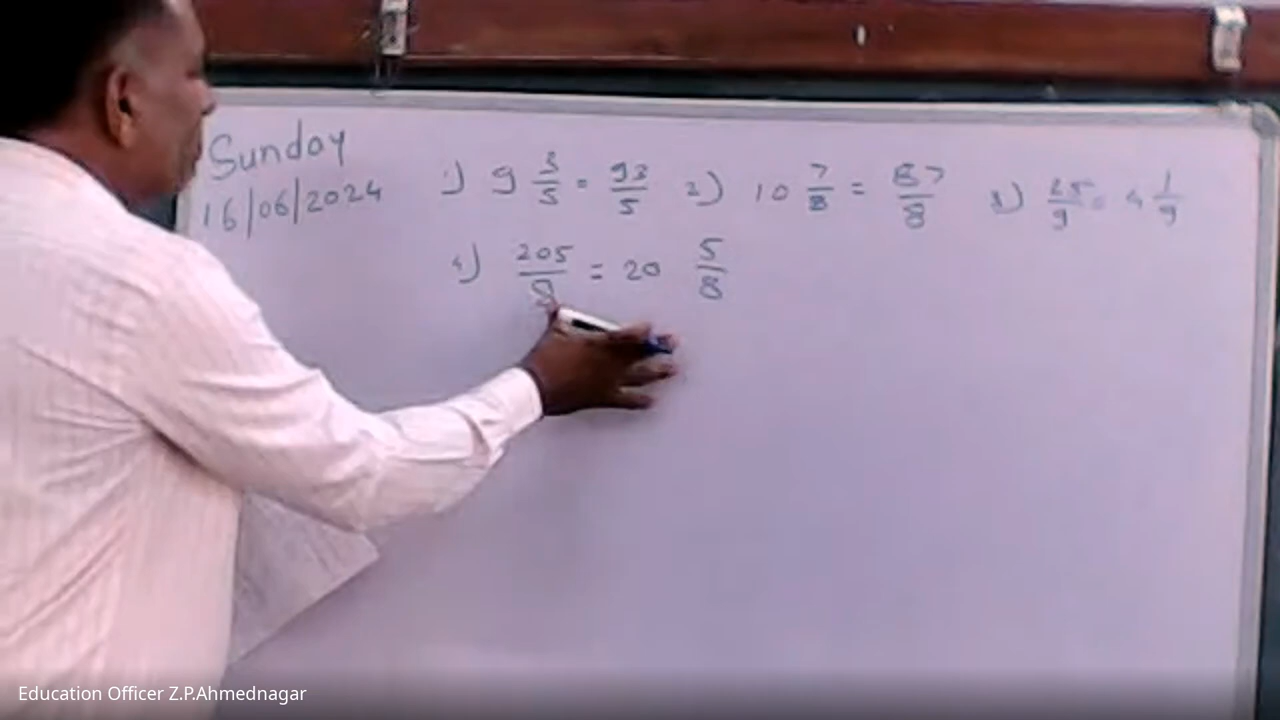 Sunday
16/06/2024
1) 9 3/5 = 93/5 2) 10 7/8 = 87/8 3) 25/9 = 4 1/9
4) 205/8 = 20 5/8
Education Officer Z.P.Ahmednagar